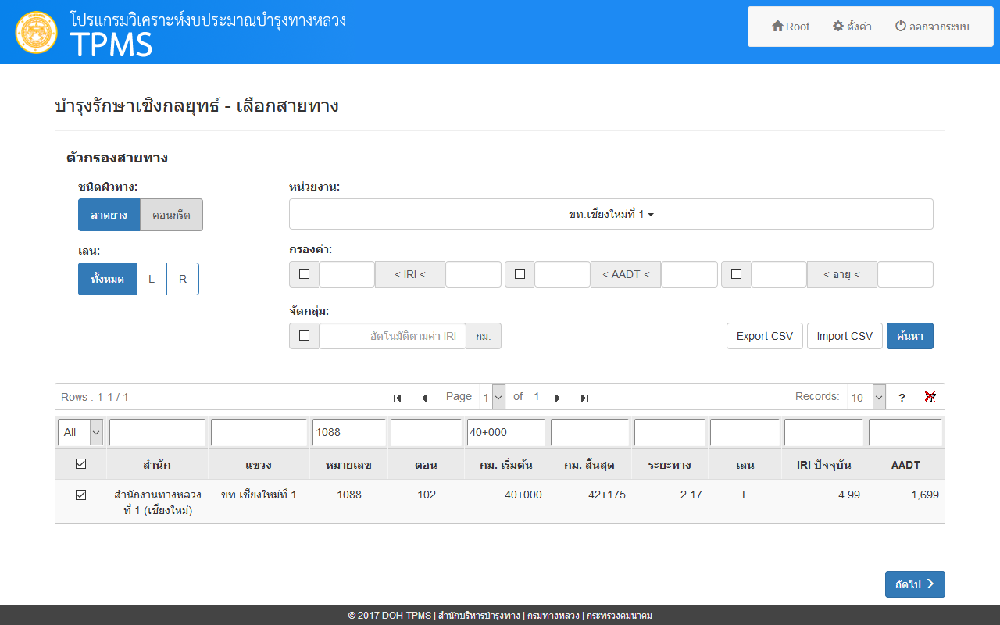 โปรแกรมวิเคราะห์งบประมาณบำรุงทางหลวง
TPMS
Root ตั้งค่า ออกจากระบบ
บำรุงรักษาเชิงกลยุทธ์ - เลือกสายทาง
ตัวกรองสายทาง
ชนิดผิวทาง: หน่วยงาน:
ลาดยาง คอนกรีต ขท.เชียงใหม่ที่ 1
เลน: กรองค่า:
ทั้งหมด L R < IRI < < AADT < < อายุ <
จัดกลุ่ม:
อัตโนมัติตามค่า IRI กม. Export CSV Import CSV ค้นหา
Rows : 1-1 / 1 Page 1 of 1 Records: 10 ?
All 1088 40+000
สำนัก แขวง หมายเลข ตอน กม. เริ่มต้น กม. สิ้นสุด ระยะทาง เลน IRI ปัจจุบัน AADT
สำนักงานทางหลวง ขท.เชียงใหม่ที่ 1 1088 102 40+000 42+175 2.17 L 4.99 1,699
ที่ 1 (เชียงใหม่)
ถัดไป
© 2017 DOH-TPMS | สำนักบริหารบำรุงทาง | กรมทางหลวง | กระทรวงคมนาคม